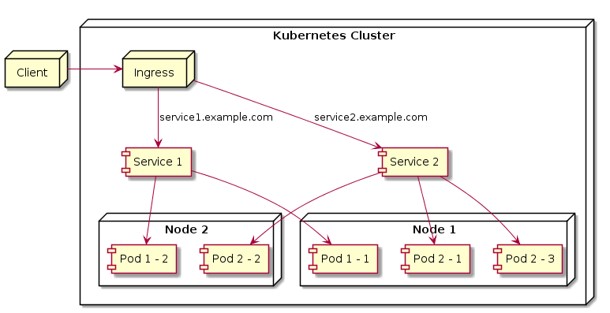 Kubernetes Cluster
Client
Ingress
service1.example.com
service2.example.com
Service 1
Service 2
Node 2
Node 1
Pod 1 - 2
Pod 2 - 2
Pod 1 - 1
Pod 2 - 1
Pod 2 - 3